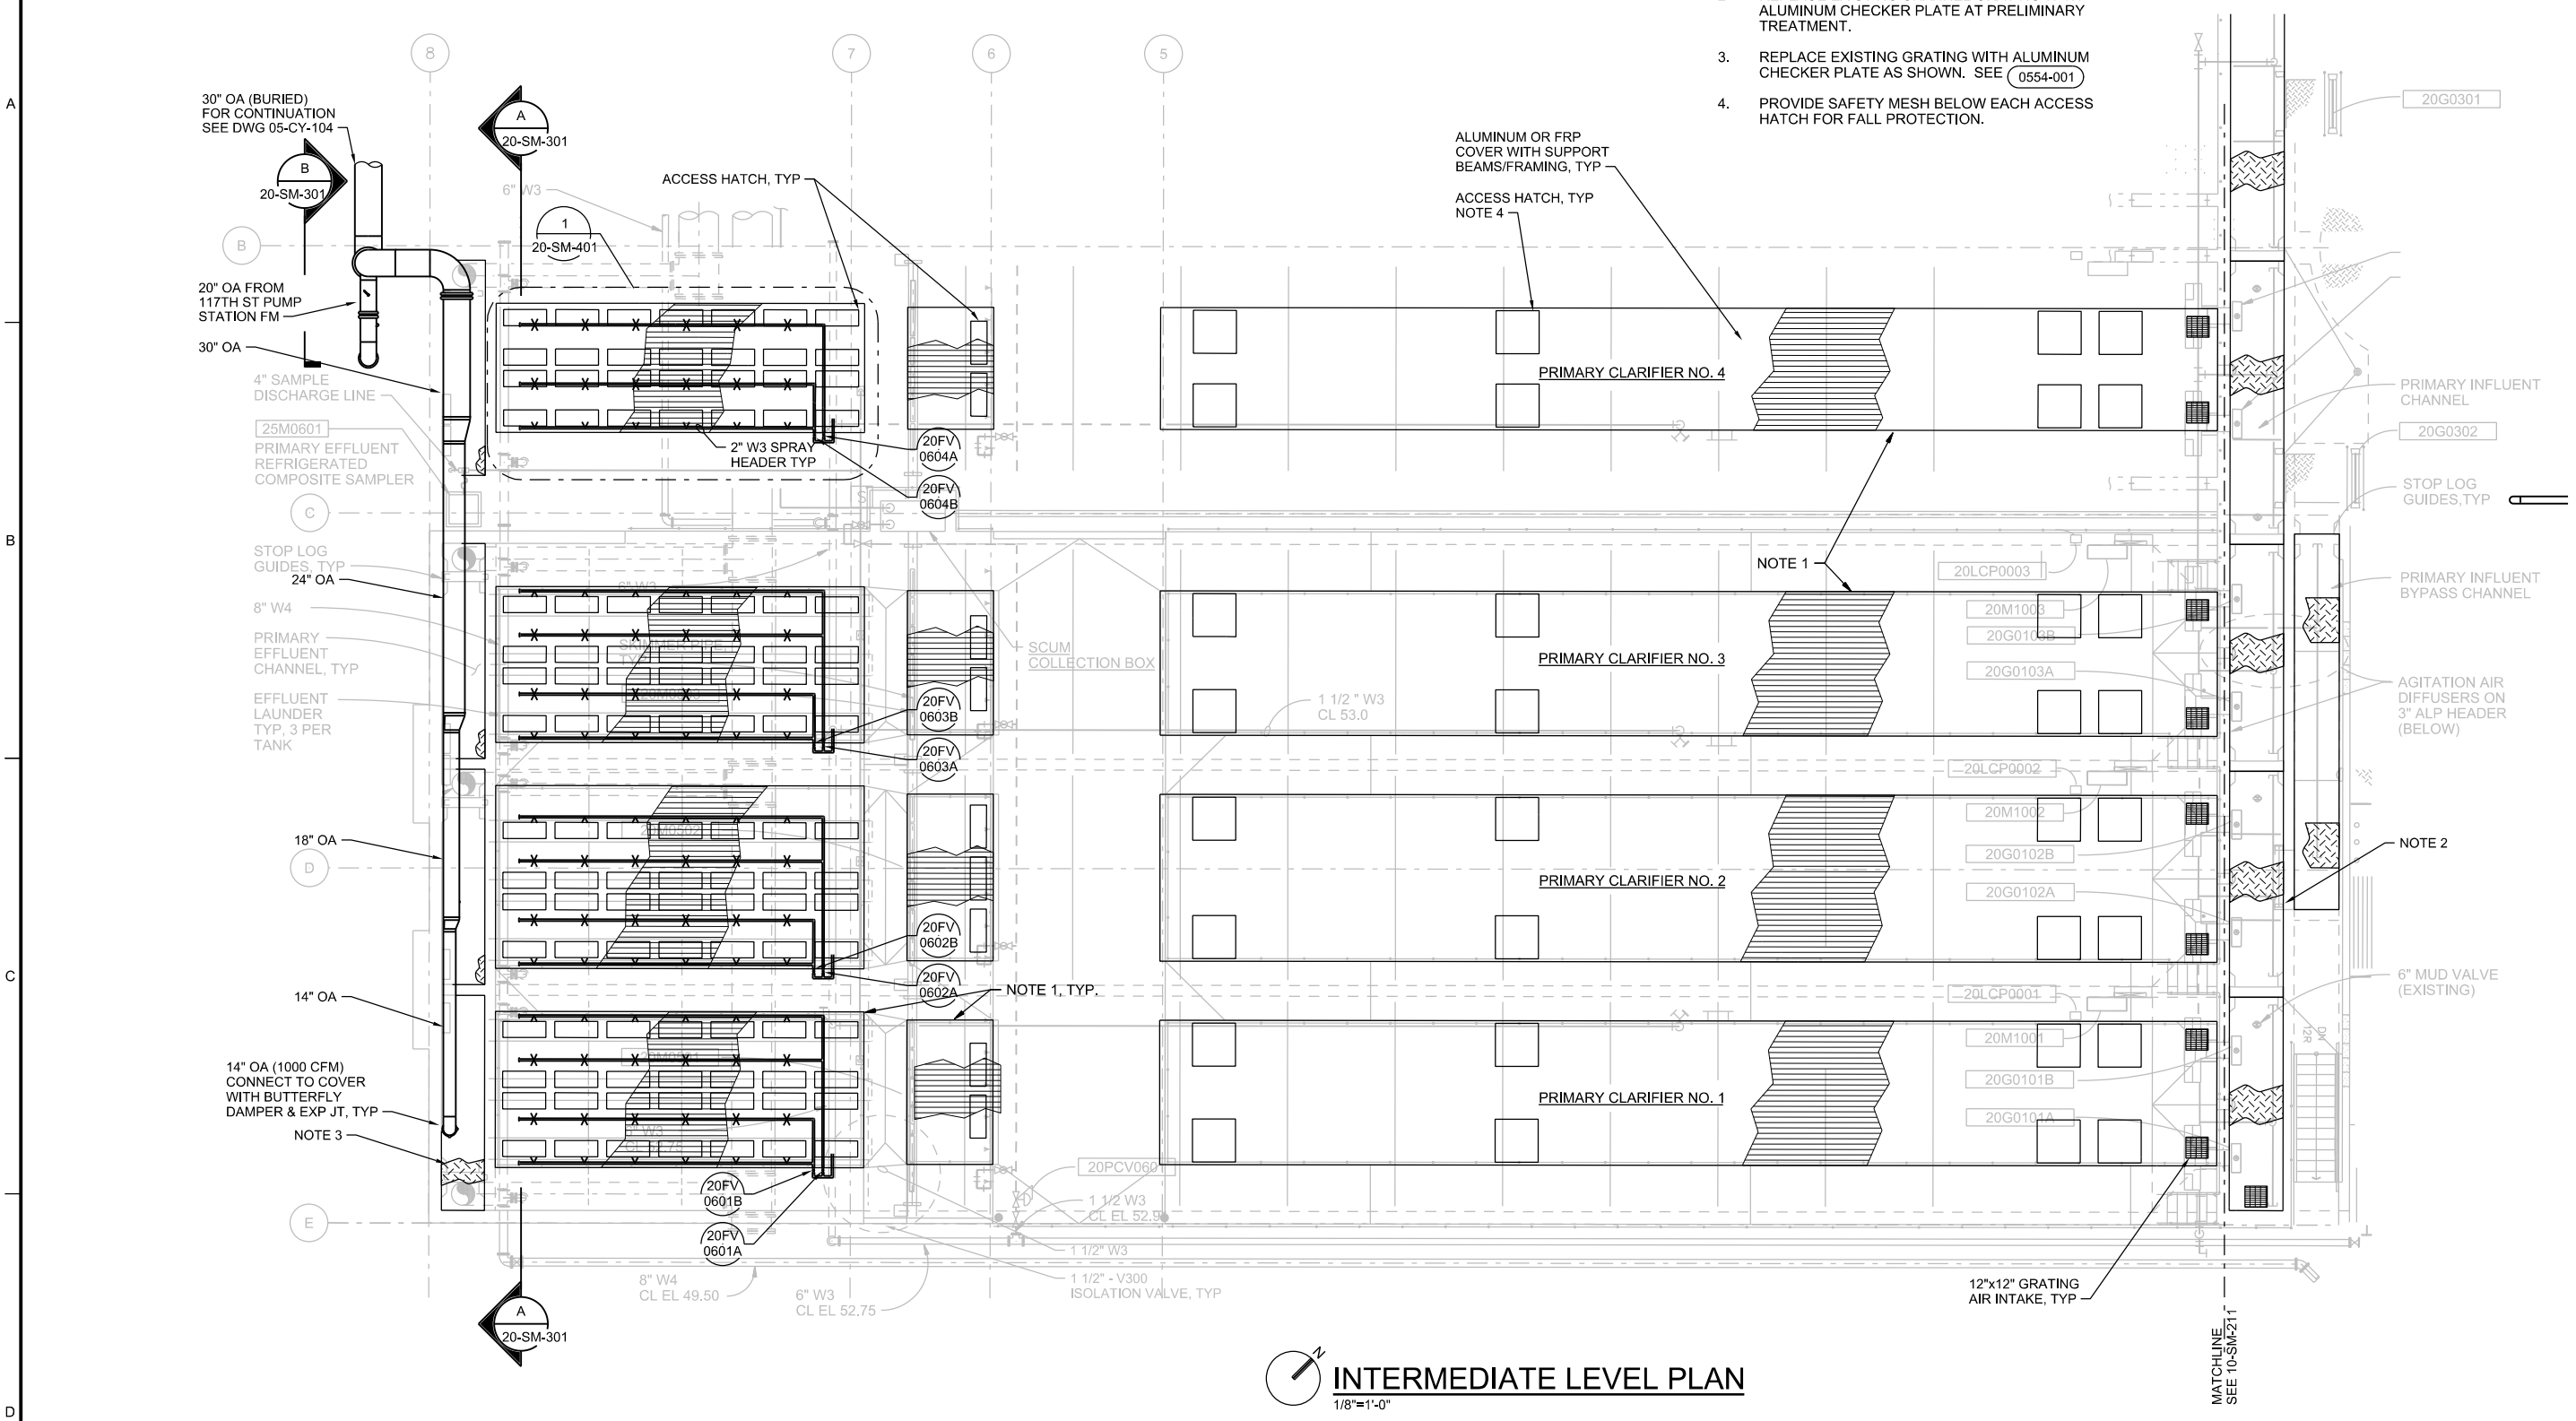 ALUMINUM CHECKER PLATE AT PRELIMINARY
TREATMENT.
3. REPLACE EXISTING GRATING WITH ALUMINUM
CHECKER PLATE AS SHOWN. SEE 0554-001
4. PROVIDE SAFETY MESH BELOW EACH ACCESS
HATCH FOR FALL PROTECTION.
8
7
6
5
A
B
C
D
B
C
D
E
30" OA (BURIED)
FOR CONTINUATION
SEE DWG 05-CY-104
B
20-SM-301
A
20-SM-301
6" W3
1
20-SM-401
ACCESS HATCH, TYP
ALUMINUM OR FRP
COVER WITH SUPPORT
BEAMS/FRAMING, TYP
ACCESS HATCH, TYP
NOTE 4
20G0301
20" OA FROM
117TH ST PUMP
STATION FM
30" OA
4" SAMPLE
DISCHARGE LINE
25M0601
PRIMARY EFFLUENT
REFRIGERATED
COMPOSITE SAMPLER
2" W3 SPRAY
HEADER TYP
20FV
0604A
20FV
0604B
PRIMARY CLARIFIER NO. 4
PRIMARY INFLUENT
CHANNEL
20G0302
STOP LOG
GUIDES,TYP
STOP LOG
GUIDES, TYP
24" OA
8" W4
PRIMARY
EFFLUENT
CHANNEL, TYP
EFFLUENT
LAUNDER
TYP, 3 PER
TANK
6" W3
SKIMMER PIPE,
TYP
20FV
0603B
20FV
0603A
SCUM
COLLECTION BOX
1 1/2 " W3
CL 53.0
NOTE 1
PRIMARY CLARIFIER NO. 3
20LCP0003
20M1003
20G0103B
20G0103A
PRIMARY INFLUENT
BYPASS CHANNEL
AGITATION AIR
DIFFUSERS ON
3" ALP HEADER
(BELOW)
18" OA
20M0502
20FV
0602B
20FV
0602A
PRIMARY CLARIFIER NO. 2
20LCP0002
20M1002
20G0102B
20G0102A
NOTE 2
14" OA
NOTE 1, TYP.
14" OA (1000 CFM)
CONNECT TO COVER
WITH BUTTERFLY
DAMPER & EXP JT, TYP
NOTE 3
6" W3
CL 52.75
20FV
0601B
20FV
0601A
PRIMARY CLARIFIER NO. 1
20LCP0001
20M1001
20G0101B
20G0101A
6" MUD VALVE
(EXISTING)
DN
12R
20PCV060
1 1/2 W3
CL EL 52.9
1 1/2" W3
1 1/2" - V300
ISOLATION VALVE, TYP
8" W4
CL EL 49.50
6" W3
CL EL 52.75
A
20-SM-301
12"x12" GRATING
AIR INTAKE, TYP
MATCHLINE
SEE 10-SM-211
N
INTERMEDIATE LEVEL PLAN
1/8"=1'-0"